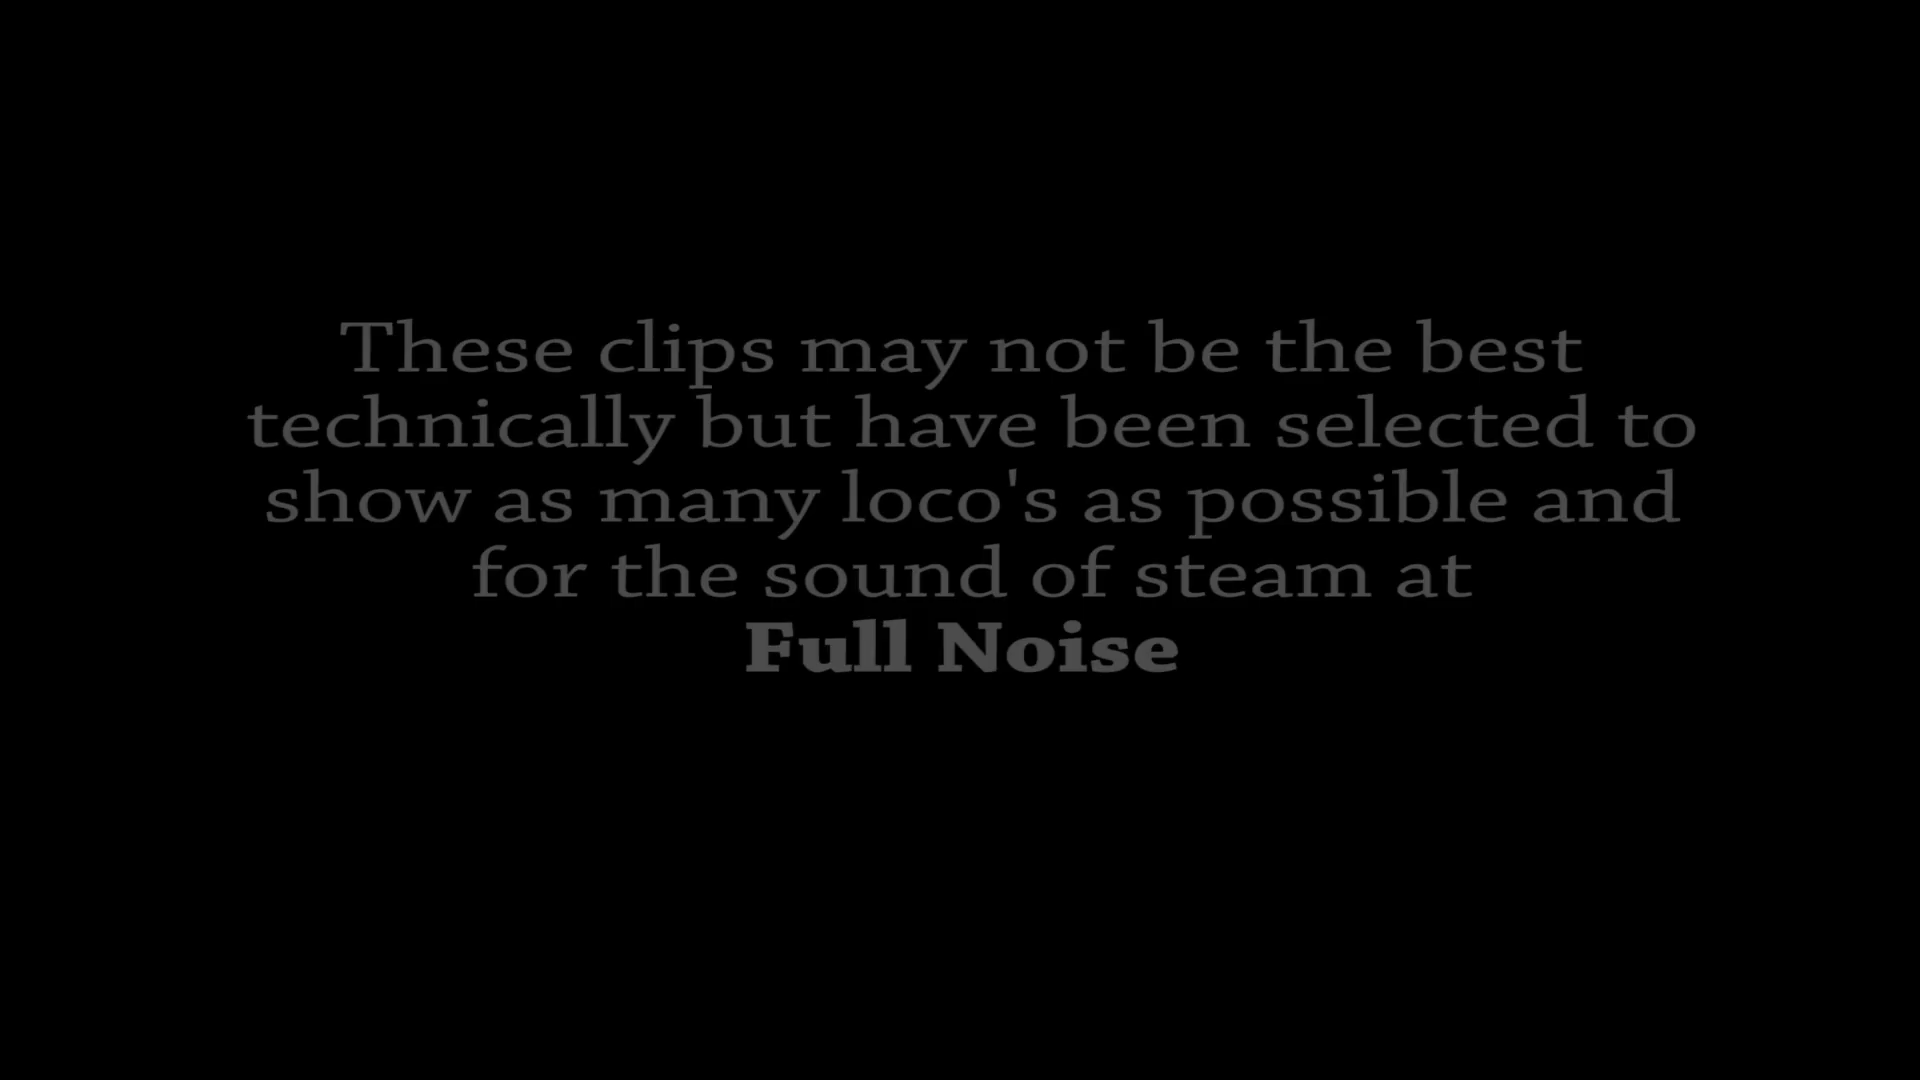 These clips may not be the best
technically but have been selected to
show as many loco's as possible and
for the sound of steam at
Full Noise